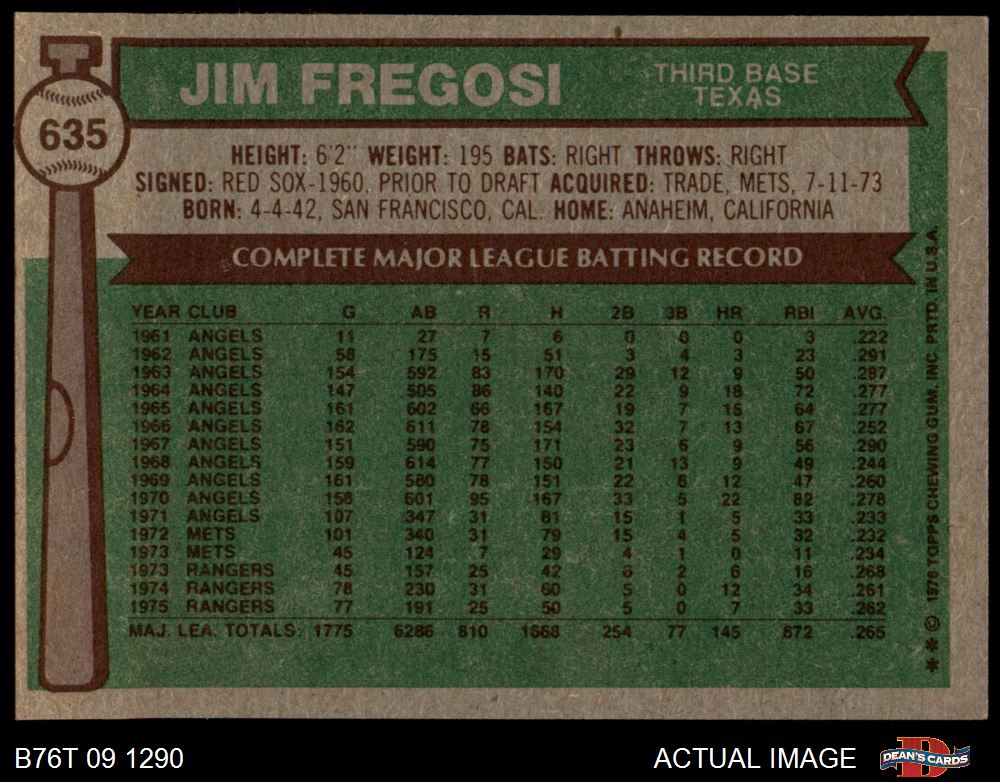 635
JIM FREGOSI
THIRD BASE
TEXAS
HEIGHT: 6'2" WEIGHT: 195 BATS: RIGHT THROWS: RIGHT
SIGNED: RED SOX-1960, PRIOR TO DRAFT ACQUIRED: TRADE, METS, 7-11-73
BORN: 4-4-42, SAN FRANCISCO, CAL. HOME: ANAHEIM, CALIFORNIA
COMPLETE MAJOR LEAGUE BATTING RECORD
YEAR CLUB G AB R H 2B 3B HR RBI AVG.
1961 ANGELS 11 27 7 6 0 0 0 3 .222
1962 ANGELS 58 175 15 51 3 4 3 23 .291
1963 ANGELS 154 592 83 170 29 12 9 50 .287
1964 ANGELS 147 505 86 140 22 9 18 72 .277
1965 ANGELS 161 602 66 167 19 7 15 64 .277
1966 ANGELS 162 611 78 154 32 7 13 67 .252
1967 ANGELS 151 590 75 171 23 6 9 56 .290
1968 ANGELS 159 614 77 150 21 13 9 49 .244
1969 ANGELS 161 580 78 151 22 6 12 47 .260
1970 ANGELS 158 601 95 167 33 5 22 82 .278
1971 ANGELS 107 347 31 81 15 1 5 33 .233
1972 METS 101 340 31 79 15 4 5 32 .232
1973 METS 45 124 7 29 4 1 0 11 .234
1973 RANGERS 45 157 25 42 6 2 6 16 .268
1974 RANGERS 78 230 31 60 5 0 12 34 .261
1975 RANGERS 77 191 25 50 5 0 7 33 .262
MAJ. LEA. TOTALS: 1775 6286 810 1668 254 77 145 672 .265
** © 1976 TOPPS CHEWING GUM, INC. PRTD. IN U.S.A.
B76T 09 1290
ACTUAL IMAGE
DEAN'S CARDS